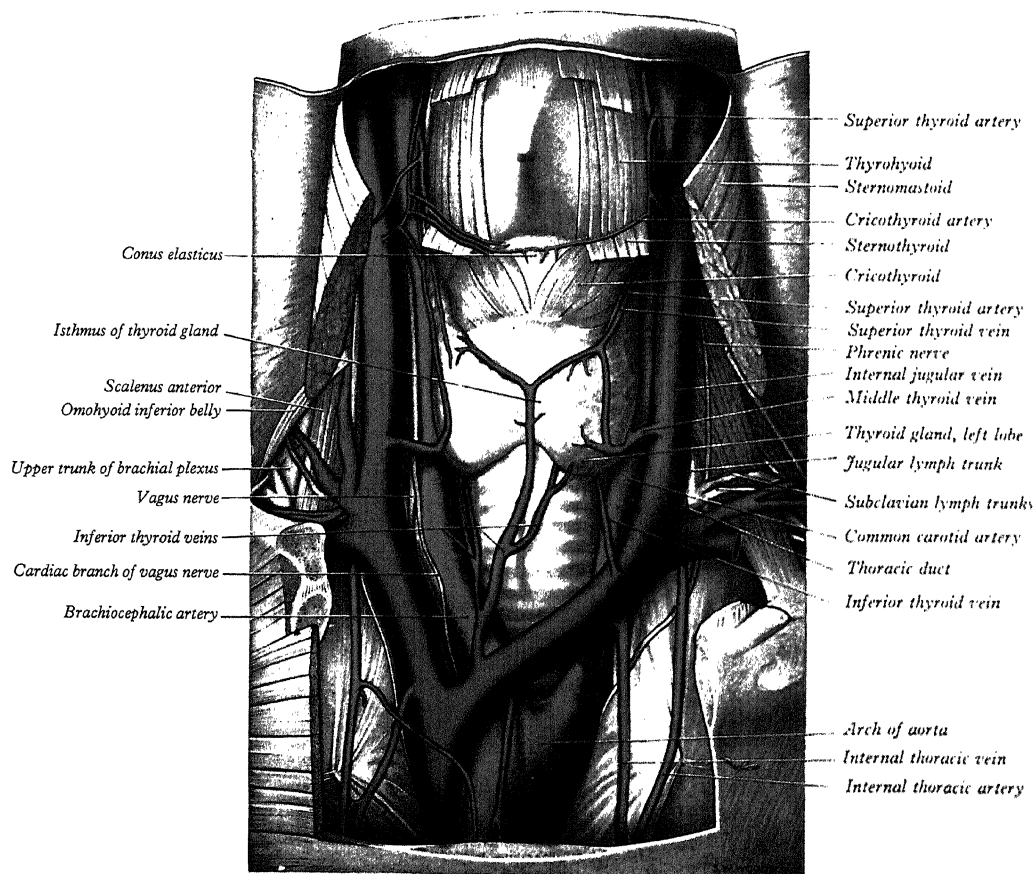 Superior thyroid artery
Thyrohyoid
Sternomastoid
Cricothyroid artery
Sternothyroid
Cricothyroid
Superior thyroid artery
Superior thyroid vein
Phrenic nerve
Internal jugular vein
Middle thyroid vein
Thyroid gland, left lobe
Jugular lymph trunk
Subclavian lymph trunks
Common carotid artery
Thoracic duct
Inferior thyroid vein
Arch of aorta
Internal thoracic vein
Internal thoracic artery
Conus elasticus
Isthmus of thyroid gland
Scalenus anterior
Omohyoid inferior belly
Upper trunk of brachial plexus
Vagus nerve
Inferior thyroid veins
Cardiac branch of vagus nerve
Brachiocephalic artery